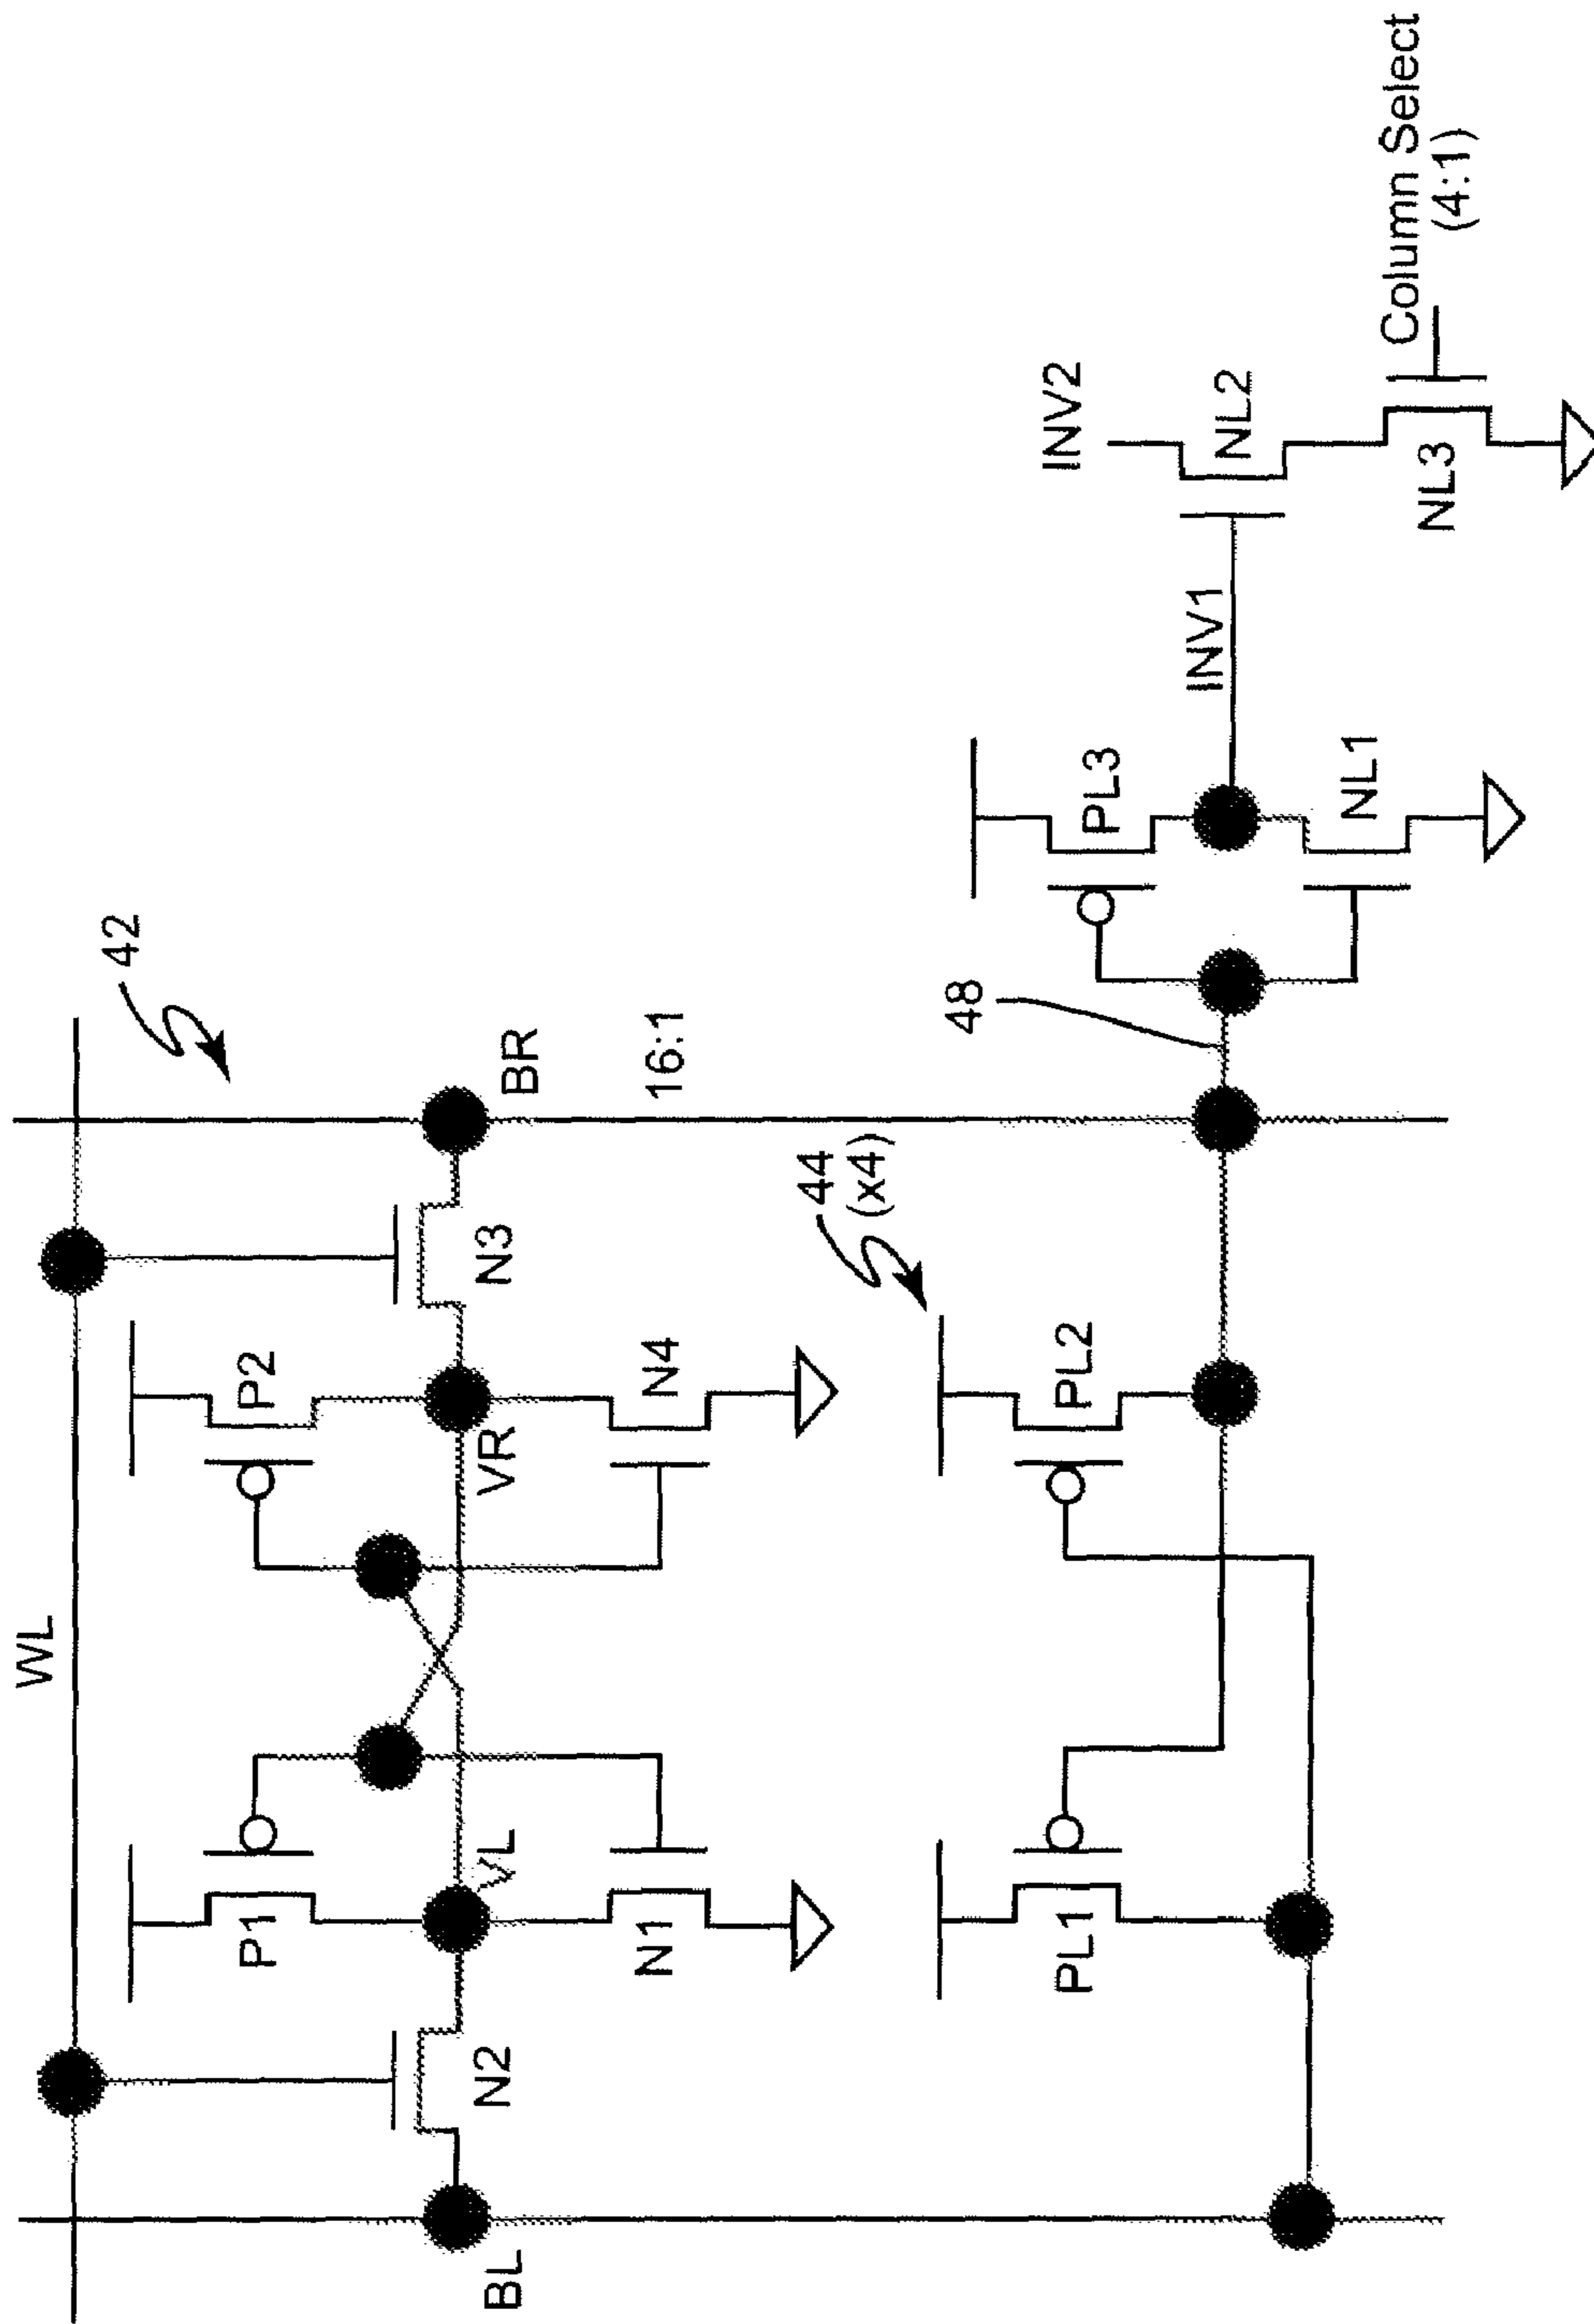 WL
42
P1
P2
VL
VR
N2
N3
BL
BR
N1
N4
16:1
44
(x4)
48
PL1
PL2
PL3
INV1
INV2
NL1
NL2
NL3
Column Select
(4:1)